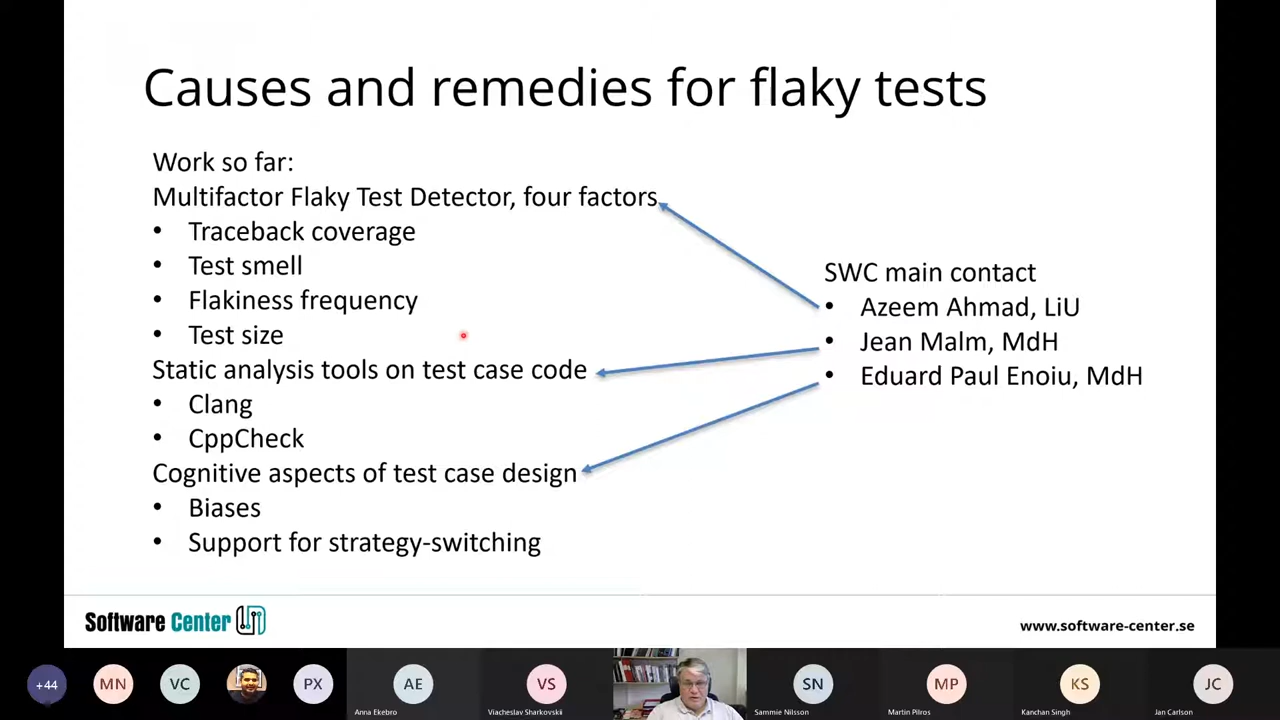 Causes and remedies for flaky tests
Work so far:
Multifactor Flaky Test Detector, four factors
• Traceback coverage
• Test smell
• Flakiness frequency
• Test size
Static analysis tools on test case code
• Clang
• CppCheck
Cognitive aspects of test case design
• Biases
• Support for strategy-switching
SWC main contact
• Azeem Ahmad, LiU
• Jean Malm, MdH
• Eduard Paul Enoiu, MdH
Software Center
www.software-center.se
+44
MN
VC
PX
AE
Anna Ekebro
VS
Viacheslav Sharkovskii
SN
Sammie Nilsson
MP
Martin Pilros
KS
Kanchan Singh
JC
Jan Carlson